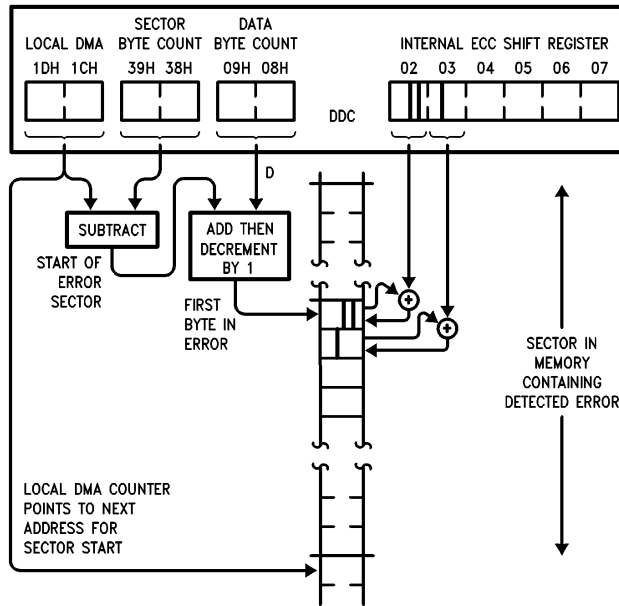 LOCAL DMA
1DH 1CH
SECTOR
BYTE COUNT
39H 38H
DATA
BYTE COUNT
09H 08H
INTERNAL ECC SHIFT REGISTER
02 03 04 05 06 07
DDC
D
SUBTRACT
ADD THEN
DECREMENT
BY 1
START OF
ERROR
SECTOR
FIRST
BYTE IN
ERROR
SECTOR IN
MEMORY
CONTAINING
DETECTED ERROR
LOCAL DMA COUNTER
POINTS TO NEXT
ADDRESS FOR
SECTOR START